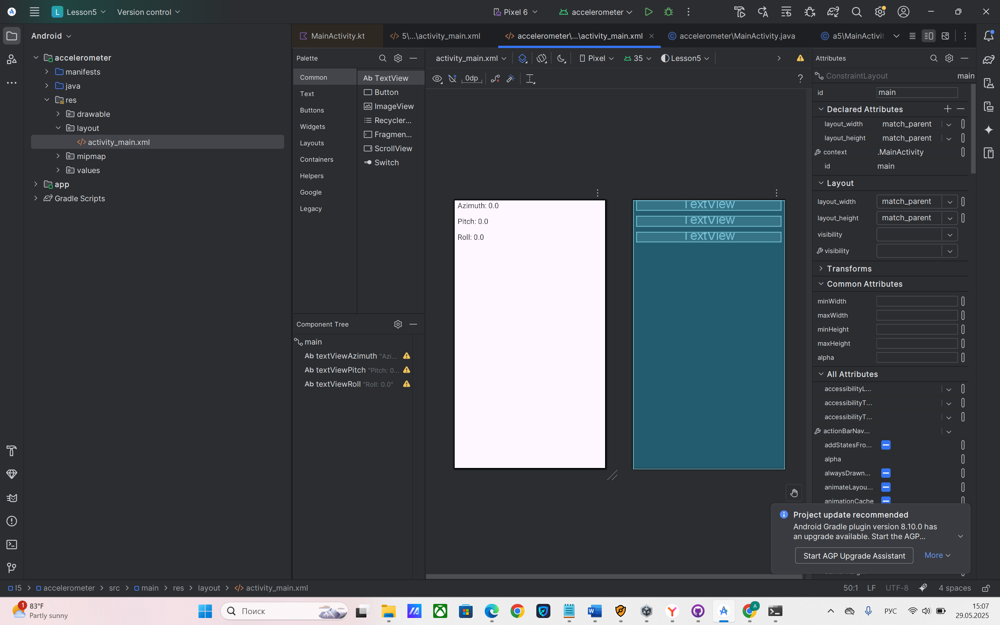 L Lesson5
Version control
Pixel 6
accelerometer
Android
MainActivity.kt
5\...\activity_main.xml
accelerometer\...\activity_main.xml
accelerometer\MainActivity.java
a5\MainActivit
accelerometer
manifests
java
res
drawable
layout
activity_main.xml
mipmap
values
app
Gradle Scripts
Palette
Common
Text
Buttons
Widgets
Layouts
Containers
Helpers
Google
Legacy
Ab TextView
Button
ImageView
Recycler...
Fragmen...
ScrollView
Switch
Component Tree
main
Ab textViewAzimuth "Azi...
Ab textViewPitch "Pitch: 0...
Ab textViewRoll "Roll: 0.0"
activity_main.xml
Pixel
35
Lesson5
0dp
?
Azimuth: 0.0
Pitch: 0.0
Roll: 0.0
TextView
TextView
TextView
Attributes
ConstraintLayout main
id main
Declared Attributes
layout_width match_parent
layout_height match_parent
context .MainActivity
id main
Layout
layout_width match_parent
layout_height match_parent
visibility
visibility
Transforms
Common Attributes
minWidth
maxWidth
minHeight
maxHeight
alpha
All Attributes
accessibilityL...
accessibilityT...
accessibilityT...
actionBarNav...
addStatesFro...
alpha
alwaysDrawn...
animateLayou...
animationCache
Project update recommended
Android Gradle plugin version 8.10.0 has
an upgrade available. Start the AGP...
Start AGP Upgrade Assistant
More
l5 > accelerometer > src > main > res > layout > activity_main.xml
50:1 LF UTF-8 4 spaces
1
83°F
Partly sunny
Поиск
A
РУС
15:07
29.05.2025